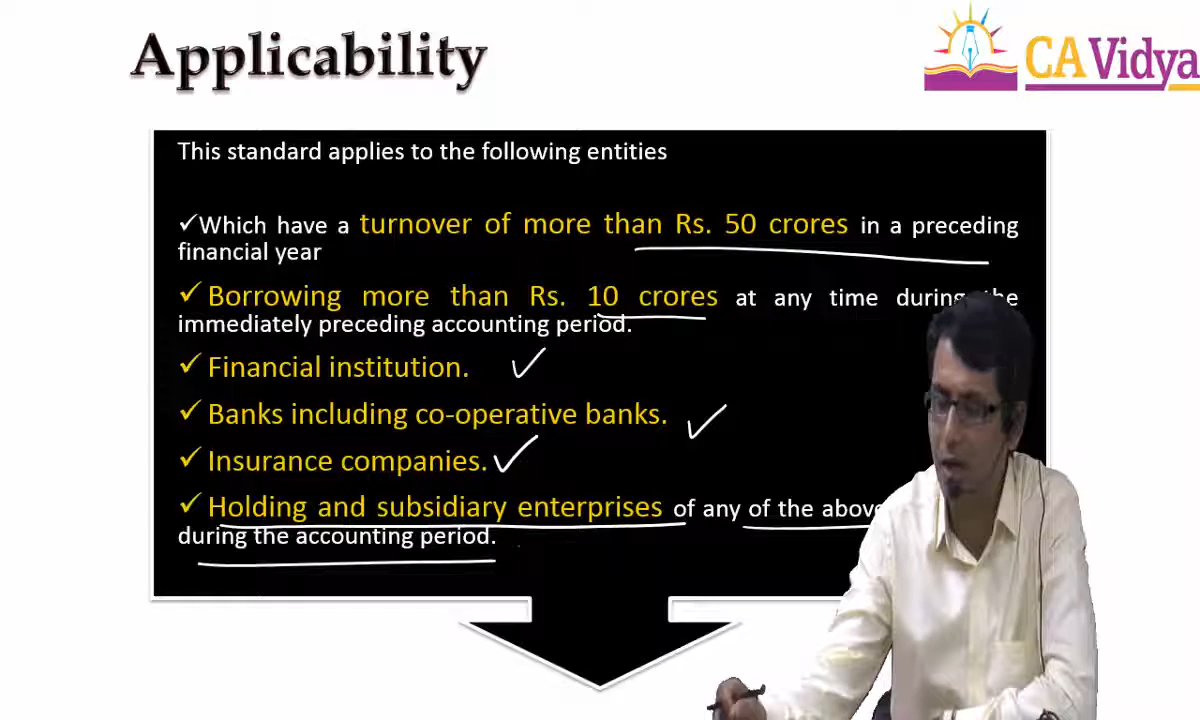 Applicability
CA Vidya
This standard applies to the following entities
✓Which have a turnover of more than Rs. 50 crores in a preceding
financial year
✓ Borrowing more than Rs. 10 crores at any time during the
immediately preceding accounting period.
✓ Financial institution.
✓ Banks including co-operative banks.
✓ Insurance companies.
✓ Holding and subsidiary enterprises of any of the above
during the accounting period.